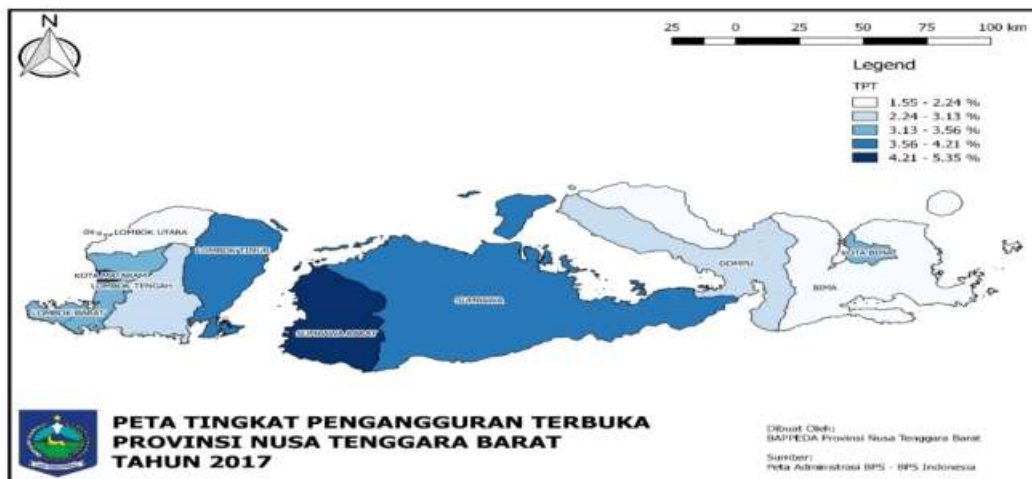 N
25 0 25 50 75 100 km
Legend
TPT
1.55 - 2.24 %
2.24 - 3.13 %
3.13 - 3.56 %
3.56 - 4.21 %
4.21 - 5.35 %
LOMBOK UTARA
LOMBOK TIMUR
KOTA MATARAM
LOMBOK TENGAH
LOMBOK BARAT
SUMBAWA
SUMBAWA BARAT
DOMPU
KOTA BIMA
BIMA
PETA TINGKAT PENGANGGURAN TERBUKA
PROVINSI NUSA TENGGARA BARAT
TAHUN 2017
Dibuat Oleh:
BAPPEDA Provinsi Nusa Tenggara Barat
Sumber:
Peta Administrasi BPS - BPS Indonesia